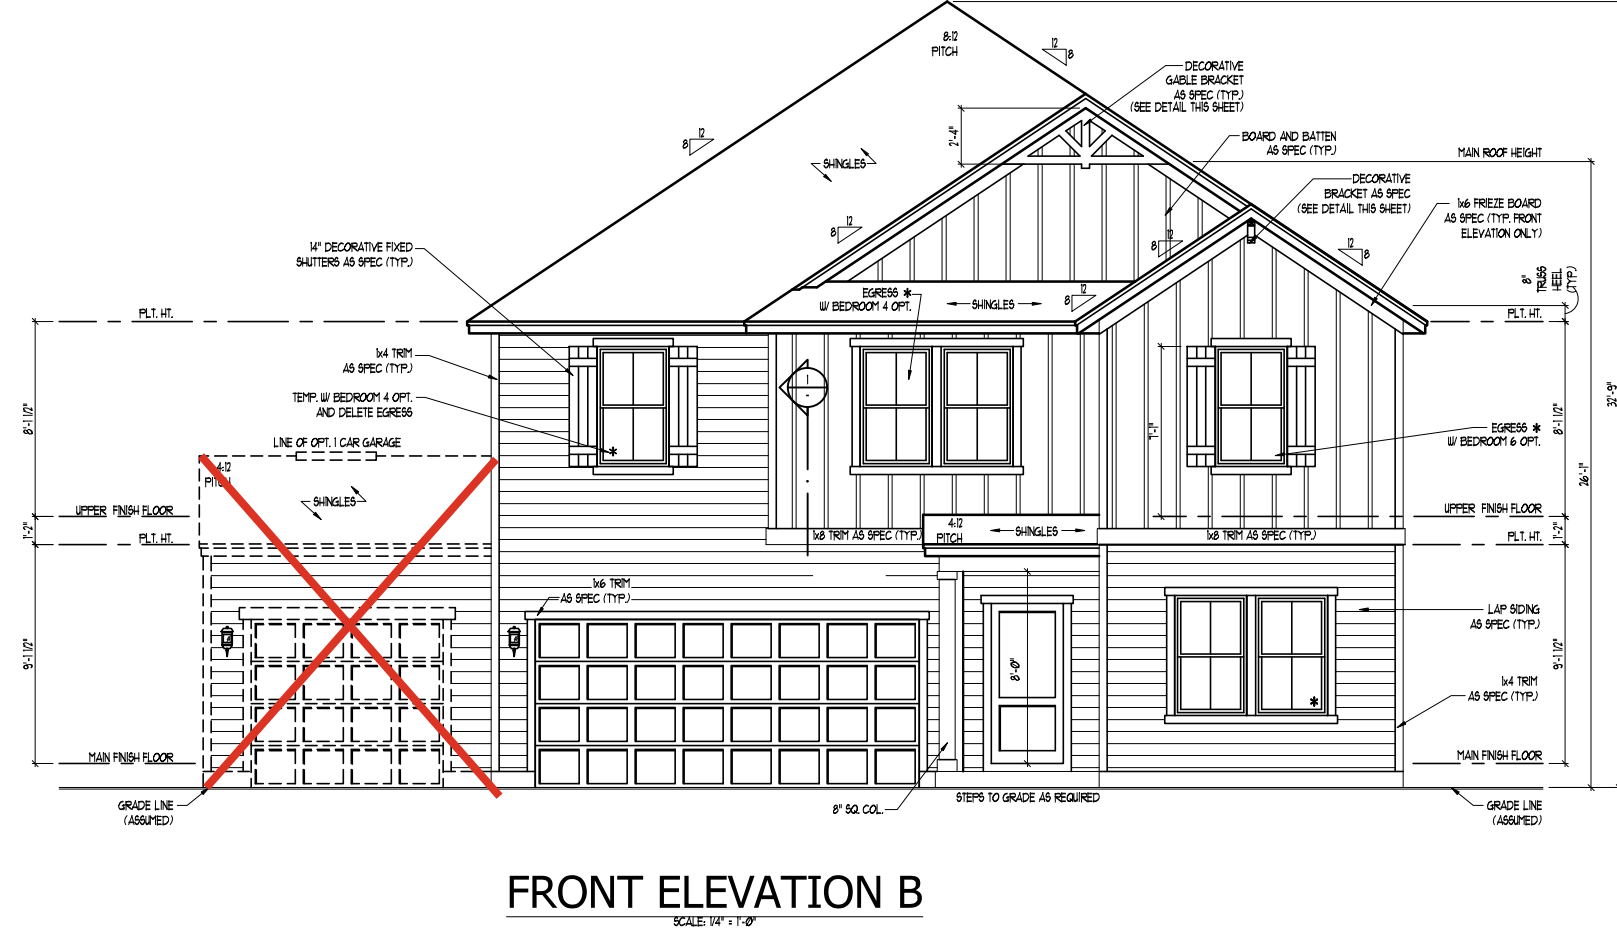 8:12
PITCH
12
8
DECORATIVE
GABLE BRACKET
AS SPEC (TYP.)
(SEE DETAIL THIS SHEET)
12
8
2'-4"
BOARD AND BATTEN
AS SPEC (TYP.)
MAIN ROOF HEIGHT
SHINGLES
DECORATIVE
BRACKET AS SPEC
(SEE DETAIL THIS SHEET)
1x6 FRIEZE BOARD
AS SPEC (TYP. FRONT
ELEVATION ONLY)
12
8
12
8
12
8
14" DECORATIVE FIXED
SHUTTERS AS SPEC (TYP.)
8"
TRUSS
HEEL
(TYP.)
EGRESS *
W/ BEDROOM 4 OPT.
SHINGLES
12
8
PLT. HT.
PLT. HT.
1x4 TRIM
AS SPEC (TYP.)
TEMP. W/ BEDROOM 4 OPT.
AND DELETE EGRESS
32'-9"
8'-1 1/2"
8'-1 1/2"
7'-1"
EGRESS *
W/ BEDROOM 6 OPT.
LINE OF OPT. 1 CAR GARAGE
*
4:12
PITCH
26'-1"
SHINGLES
UPPER FINISH FLOOR
UPPER FINISH FLOOR
1'-2"
1'-2"
4:12
PITCH
SHINGLES
1x8 TRIM AS SPEC (TYP.)
1x8 TRIM AS SPEC (TYP.)
PLT. HT.
PLT. HT.
1x6 TRIM
AS SPEC (TYP.)
LAP SIDING
AS SPEC (TYP.)
9'-1 1/2"
8'-0"
9'-1 1/2"
1x4 TRIM
AS SPEC (TYP.)
*
MAIN FINISH FLOOR
MAIN FINISH FLOOR
GRADE LINE
(ASSUMED)
8" SQ. COL.
STEPS TO GRADE AS REQUIRED
GRADE LINE
(ASSUMED)
FRONT ELEVATION B
SCALE: 1/4" = 1'-0"